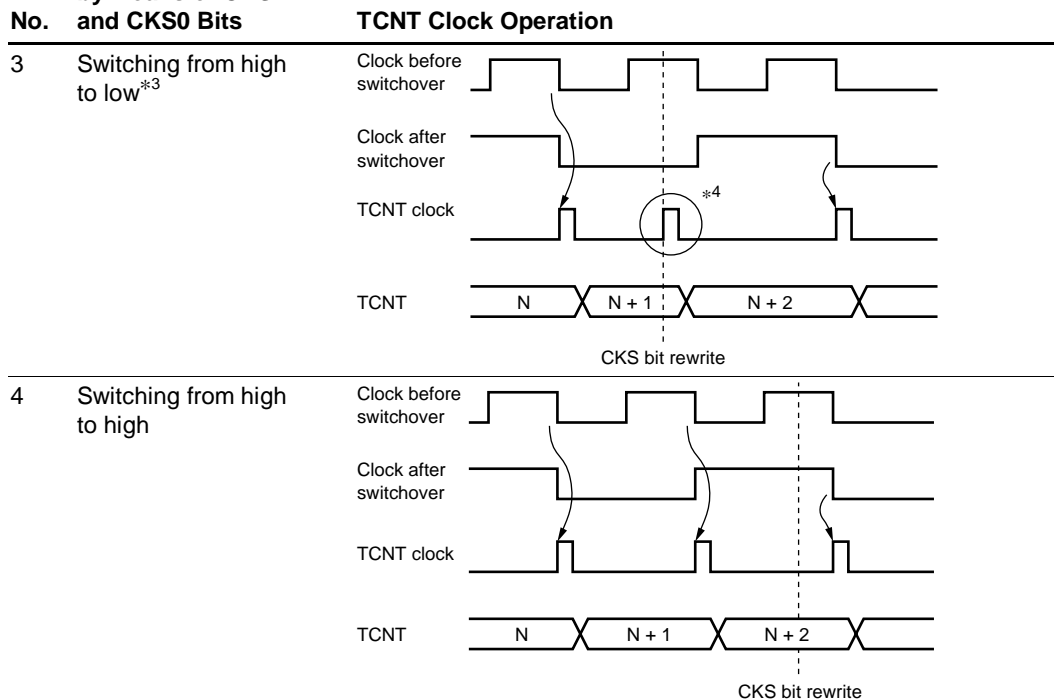 No. and CKS0 Bits TCNT Clock Operation
3 Switching from high to low*3
Clock before switchover
Clock after switchover
TCNT clock
*4
TCNT N N + 1 N + 2
CKS bit rewrite
4 Switching from high to high
Clock before switchover
Clock after switchover
TCNT clock
TCNT N N + 1 N + 2
CKS bit rewrite